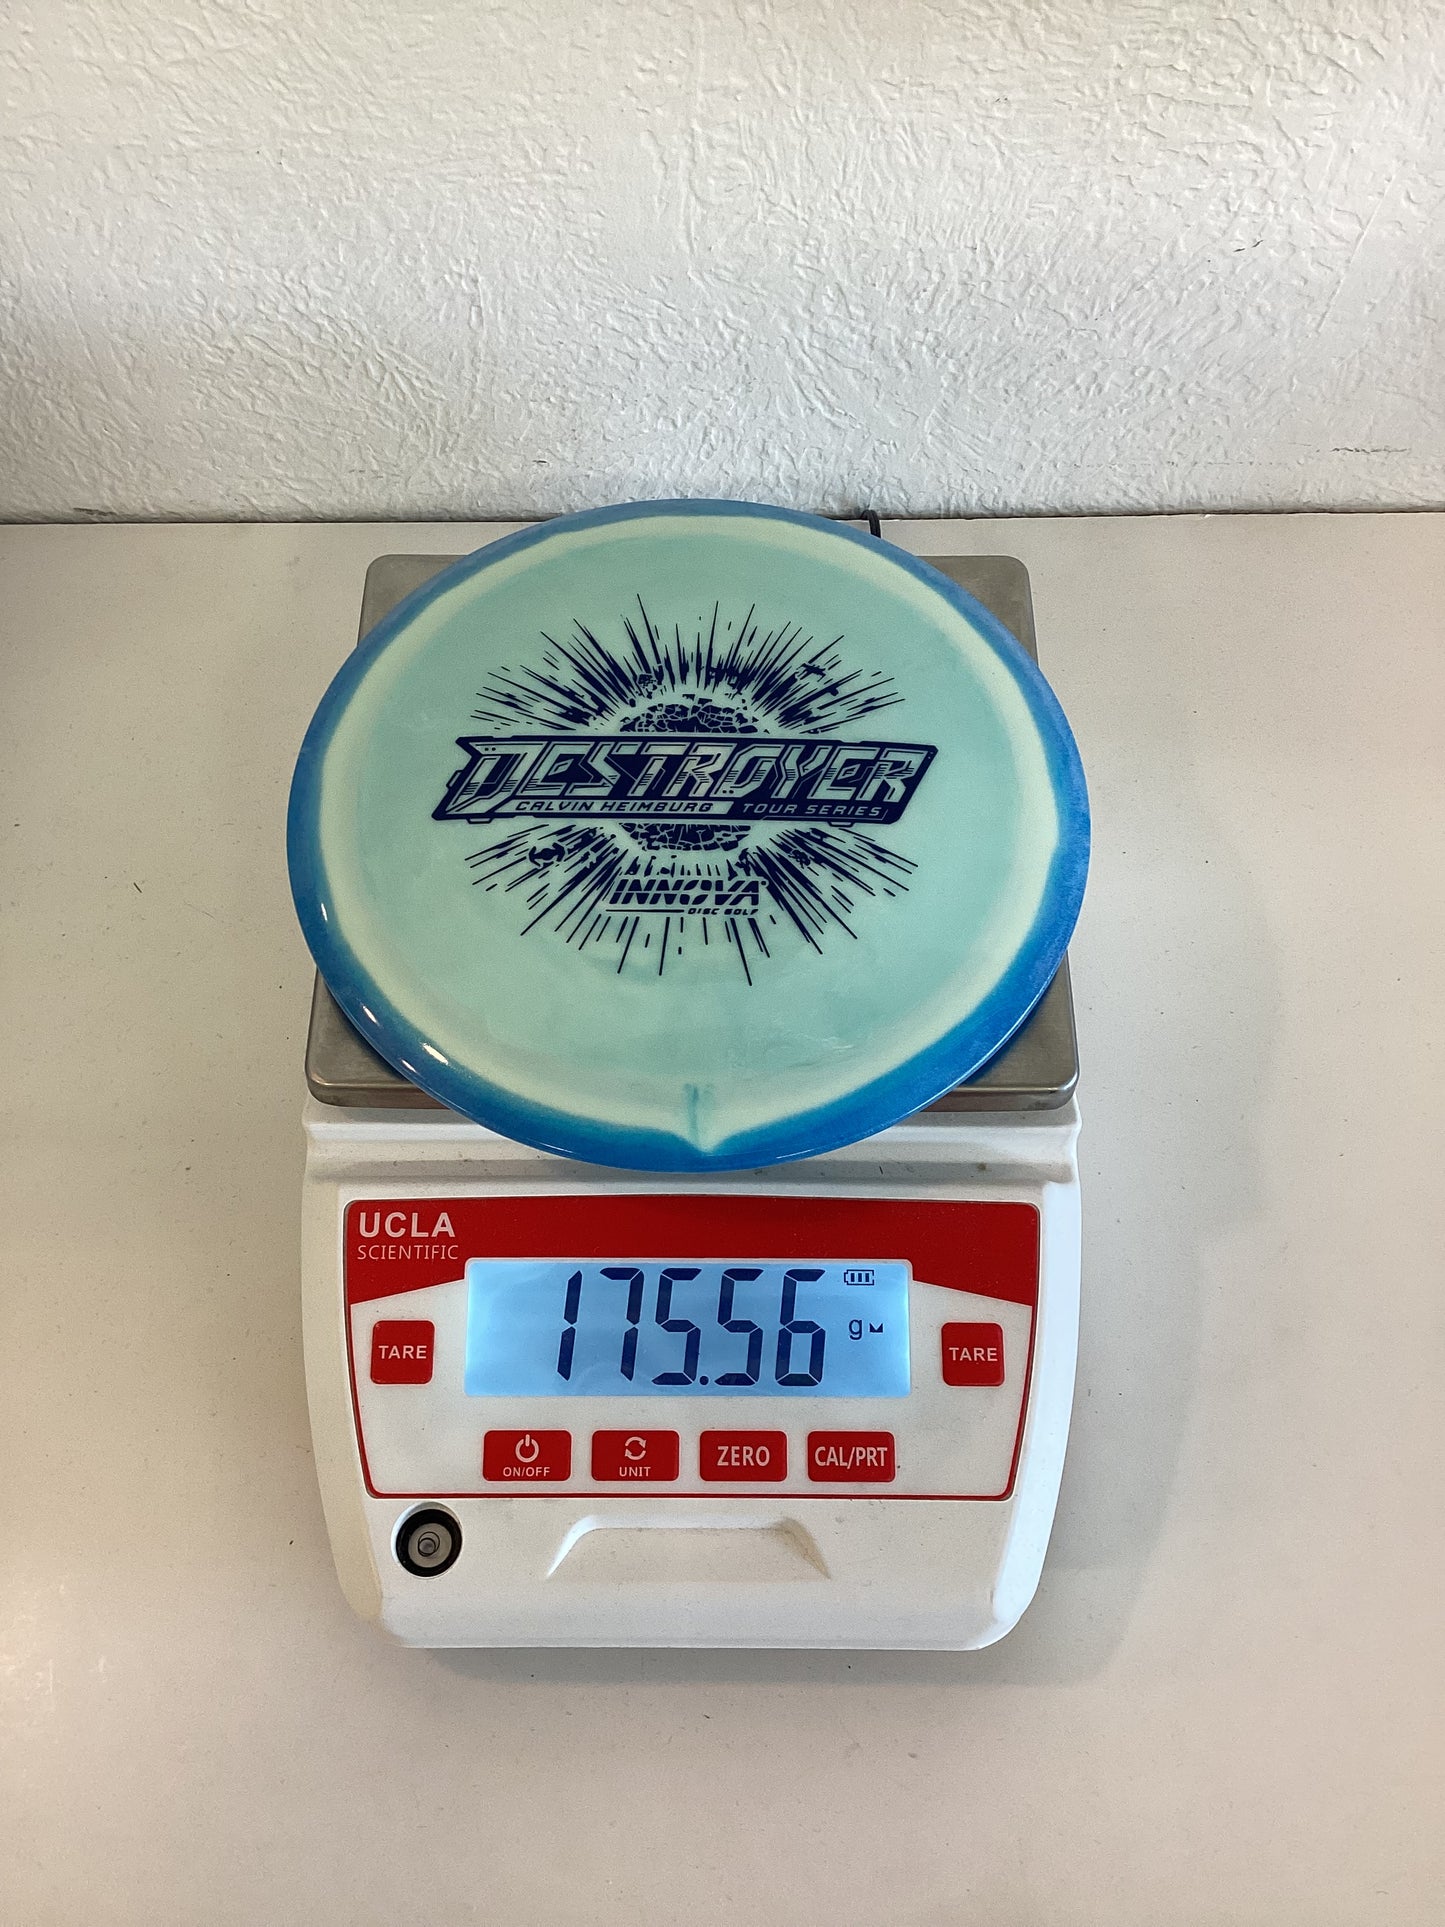 DESTROYER
CALVIN HEIMBURG TOUR SERIES
INNOVA
DISC GOLF
UCLA
SCIENTIFIC
175.56 g
TARE TARE
ON/OFF UNIT ZERO CAL/PRT